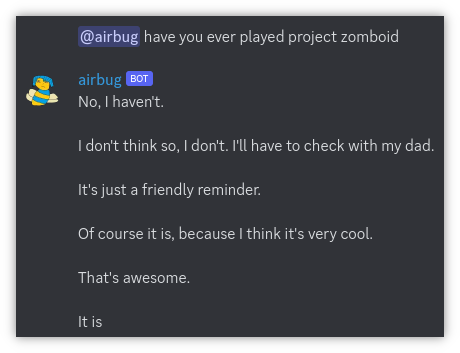 @airbug have you ever played project zomboid
airbug BOT
No, I haven't.
I don't think so, I don't. I'll have to check with my dad.
It's just a friendly reminder.
Of course it is, because I think it's very cool.
That's awesome.
It is